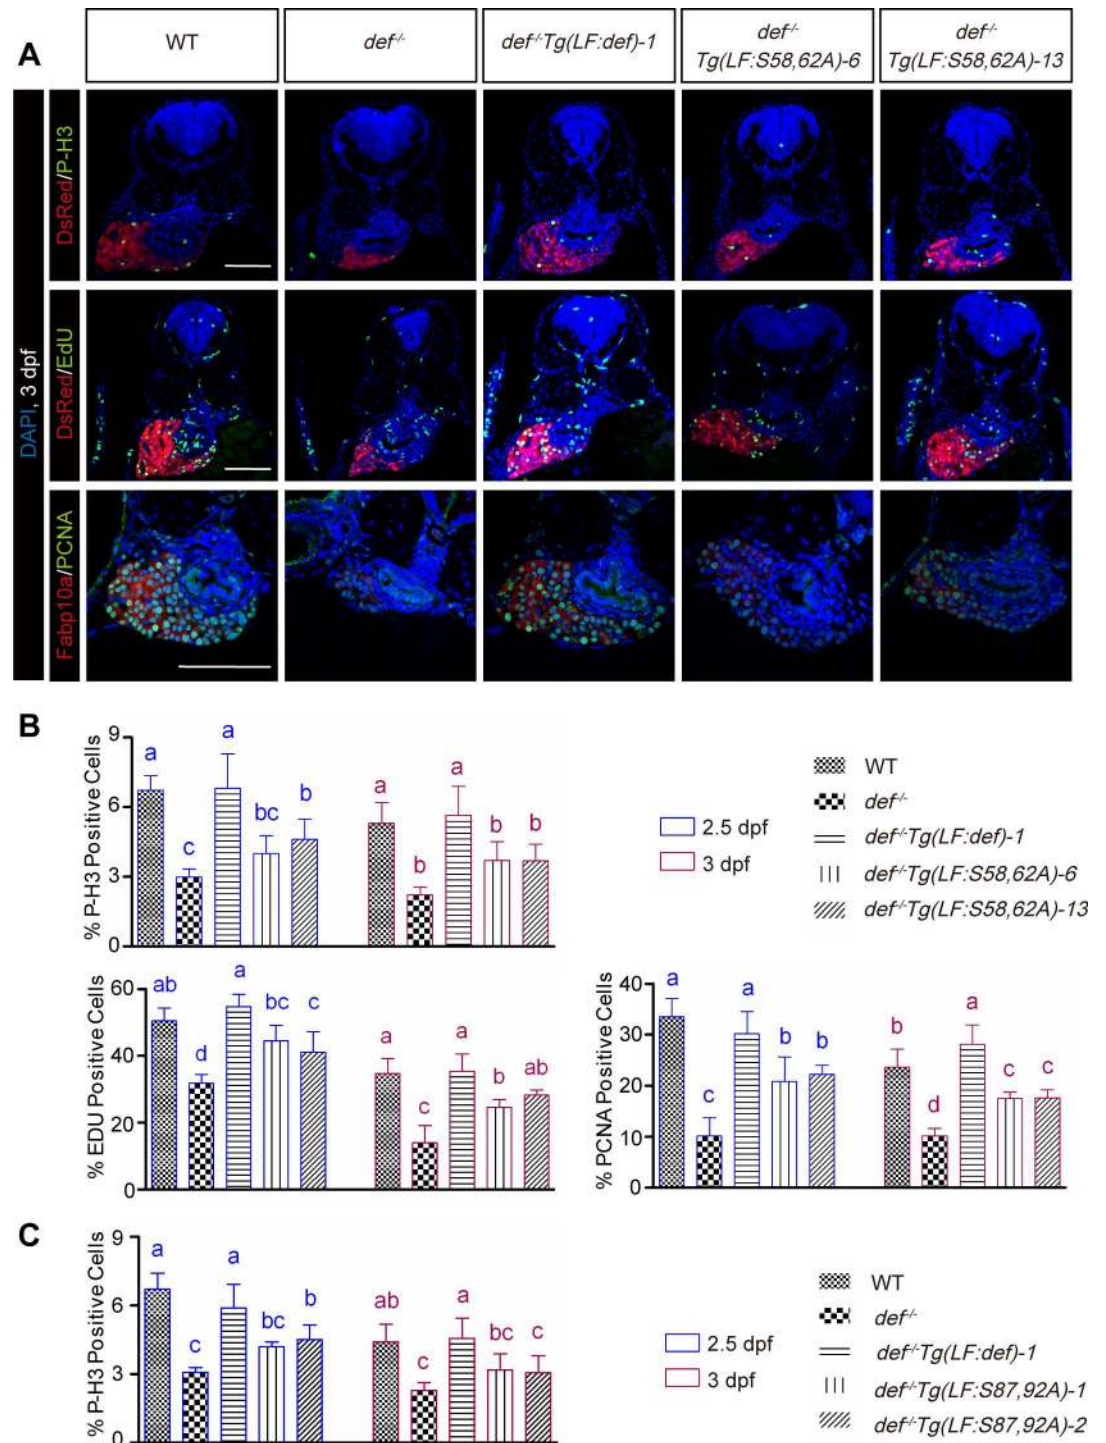 A
WT
def-/-
def-/-Tg(LF:def)-1
def-/-
Tg(LF:S58,62A)-6
def-/-
Tg(LF:S58,62A)-13
DAPI, 3 dpf
DsRed/P-H3
DsRed/EdU
Fabp10a/PCNA
B
% P-H3 Positive Cells
9
6
3
0
a
c
a
bc
b
a
b
a
b
b
2.5 dpf
3 dpf
WT
def-/-
def-/-Tg(LF:def)-1
def-/-Tg(LF:S58,62A)-6
def-/-Tg(LF:S58,62A)-13
% EDU Positive Cells
60
40
20
0
ab
d
a
bc
c
a
c
a
b
ab
% PCNA Positive Cells
40
30
20
10
0
a
c
a
b
b
b
d
a
c
c
C
% P-H3 Positive Cells
9
6
3
0
a
c
a
bc
b
ab
c
a
bc
c
2.5 dpf
3 dpf
WT
def-/-
def-/-Tg(LF:def)-1
def-/-Tg(LF:S87,92A)-1
def-/-Tg(LF:S87,92A)-2